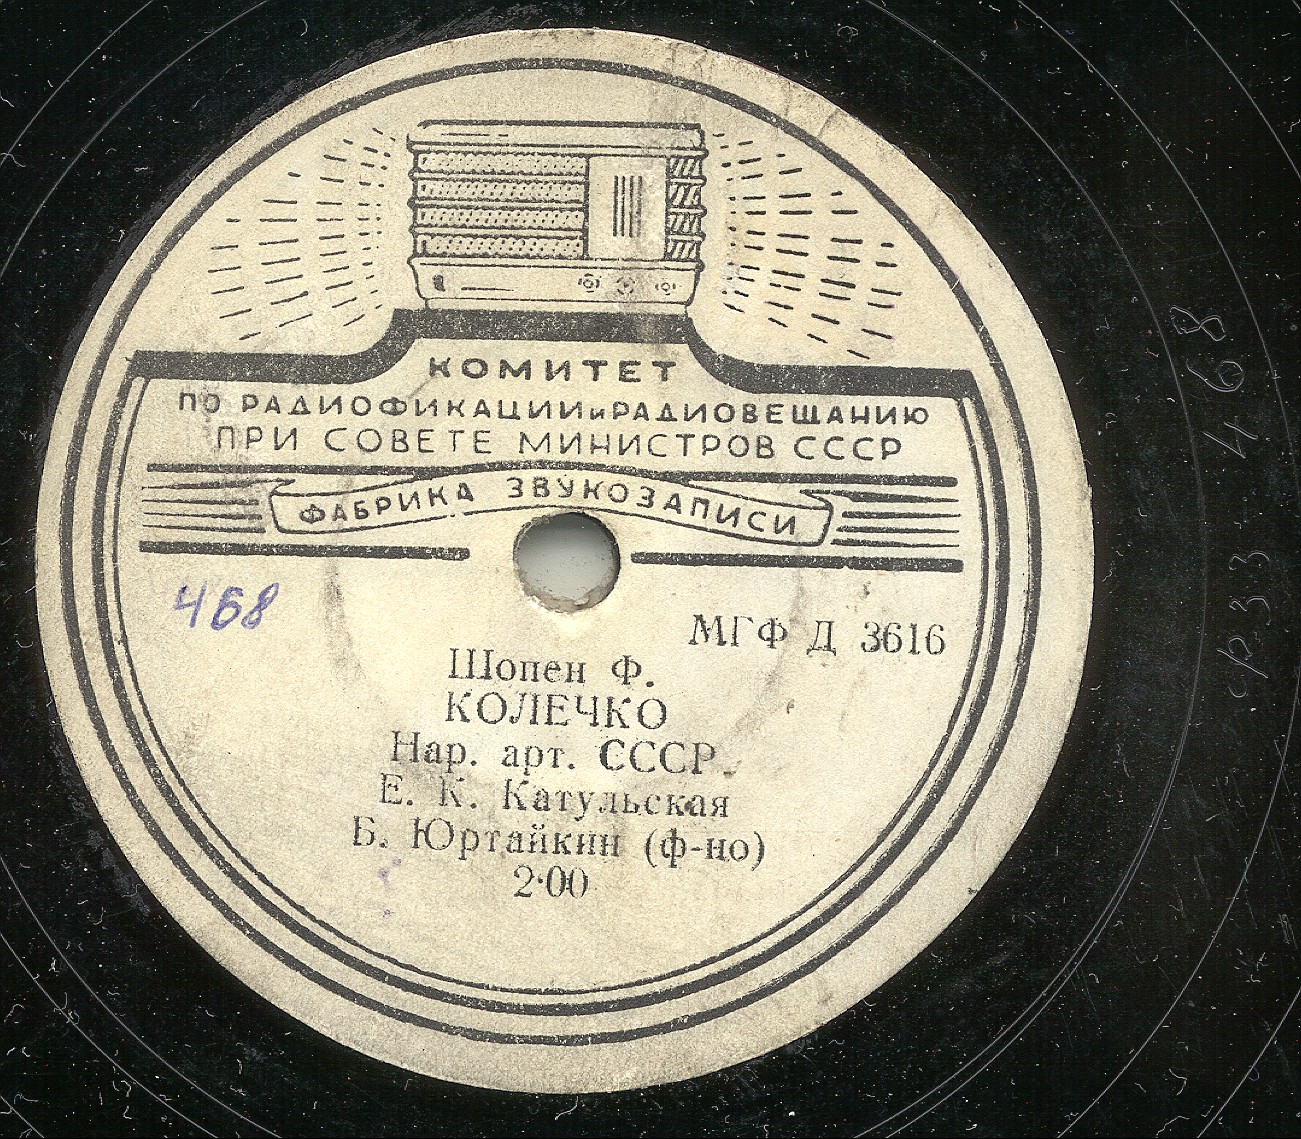 КОМИТЕТ
ПО РАДИОФИКАЦИИ и РАДИОВЕЩАНИЮ
ПРИ СОВЕТЕ МИНИСТРОВ СССР
ФАБРИКА ЗВУКОЗАПИСИ
468
МГФ Д 3616
Шопен Ф.
КОЛЕЧКО
Нар. арт. СССР.
Е. К. Катульская
Б. Юртайкин (ф-но)
2·00
468